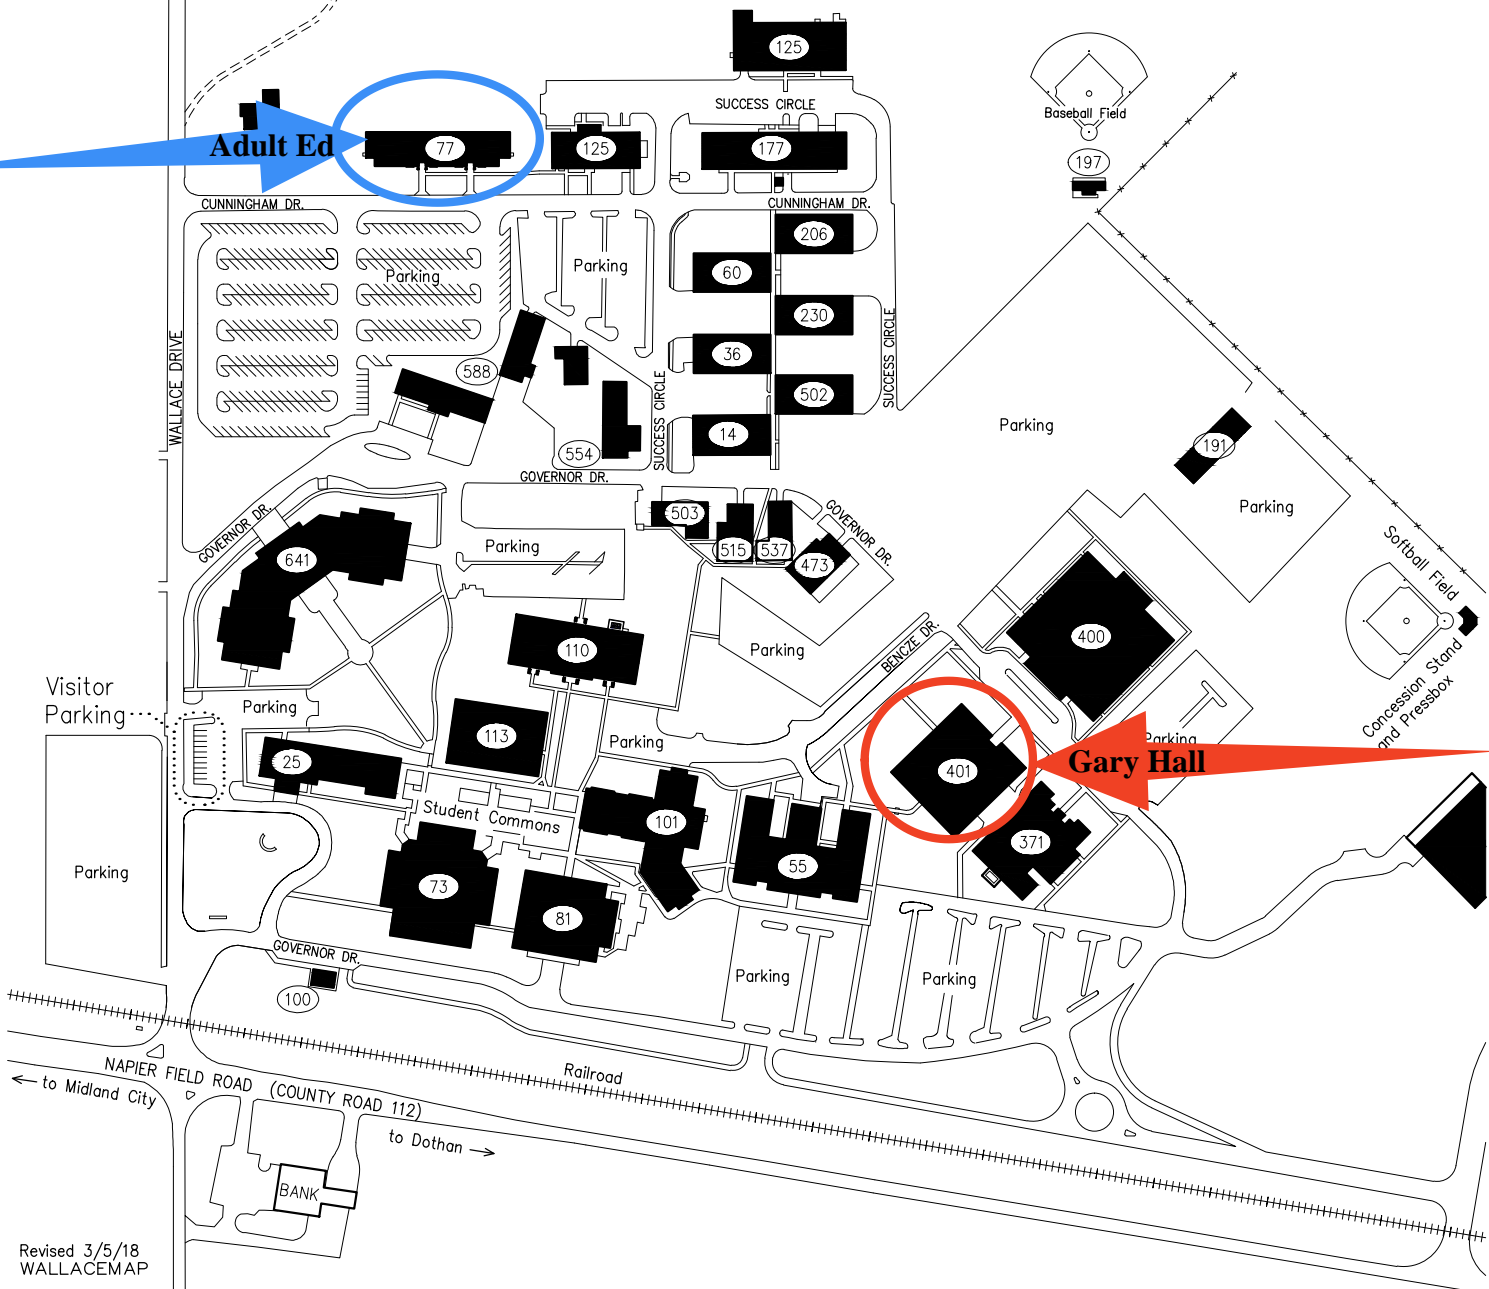 125
SUCCESS CIRCLE
Baseball Field
Adult Ed
77
125
177
197
CUNNINGHAM DR.
CUNNINGHAM DR.
206
Parking
Parking
60
230
SUCCESS CIRCLE
WALLACE DRIVE
36
588
502
SUCCESS CIRCLE
14
Parking
191
554
GOVERNOR DR.
Parking
503
GOVERNOR DR.
GOVERNOR DR.
641
Parking
515
537
473
Softball Field
110
Parking
BENCZE DR.
400
Concession Stand
and Pressbox
Visitor
Parking
Parking
113
Parking
Parking
25
401
Gary Hall
Student Commons
101
371
55
Parking
73
81
GOVERNOR DR.
100
Parking
Parking
Railroad
NAPIER FIELD ROAD (COUNTY ROAD 112)
to Midland City
to Dothan
BANK
Revised 3/5/18
WALLACEMAP